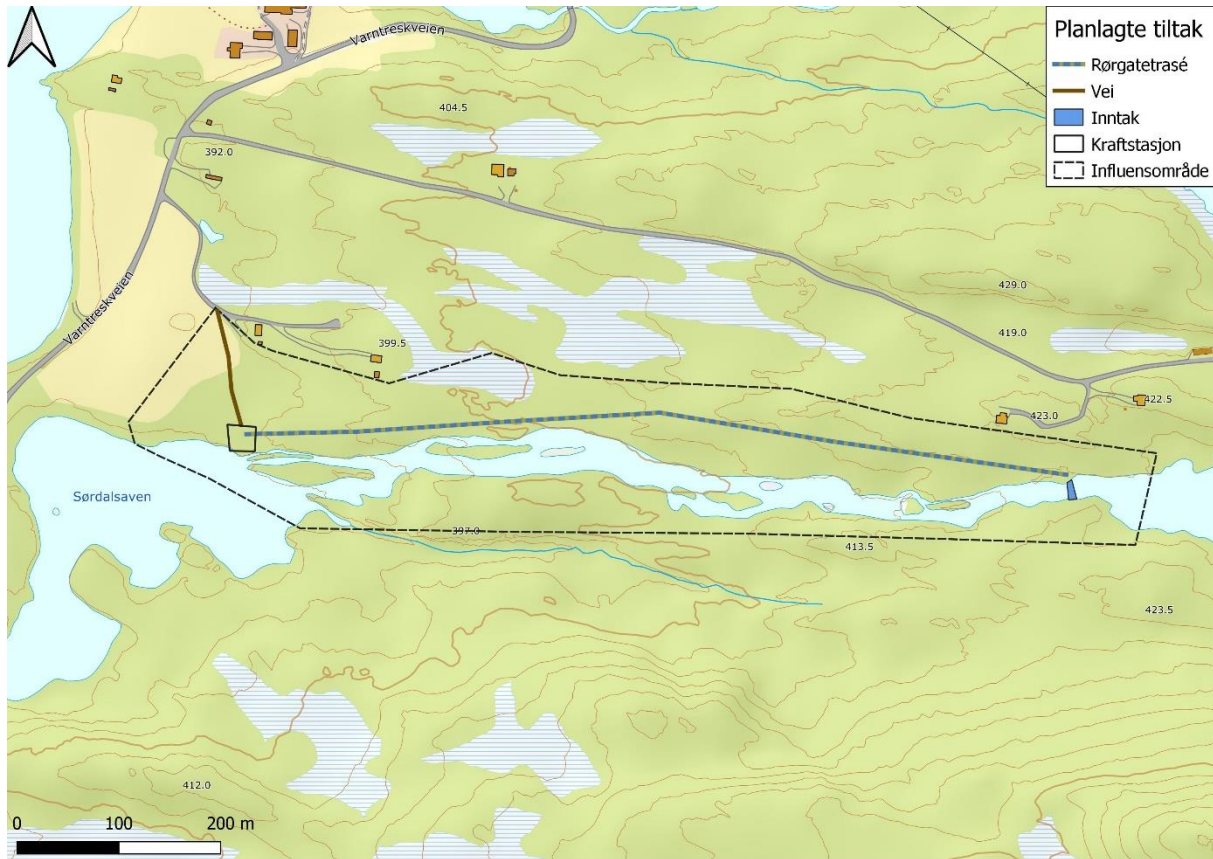 Planlagte tiltak
Rørgatetrasé
Vei
Inntak
Kraftstasjon
Influensområde
Varntreskveien
404.5
392.0
429.0
419.0
Varntreskveien
399.5
422.5
423.0
Sørdalsaven
397.0
413.5
423.5
412.0
0 100 200 m